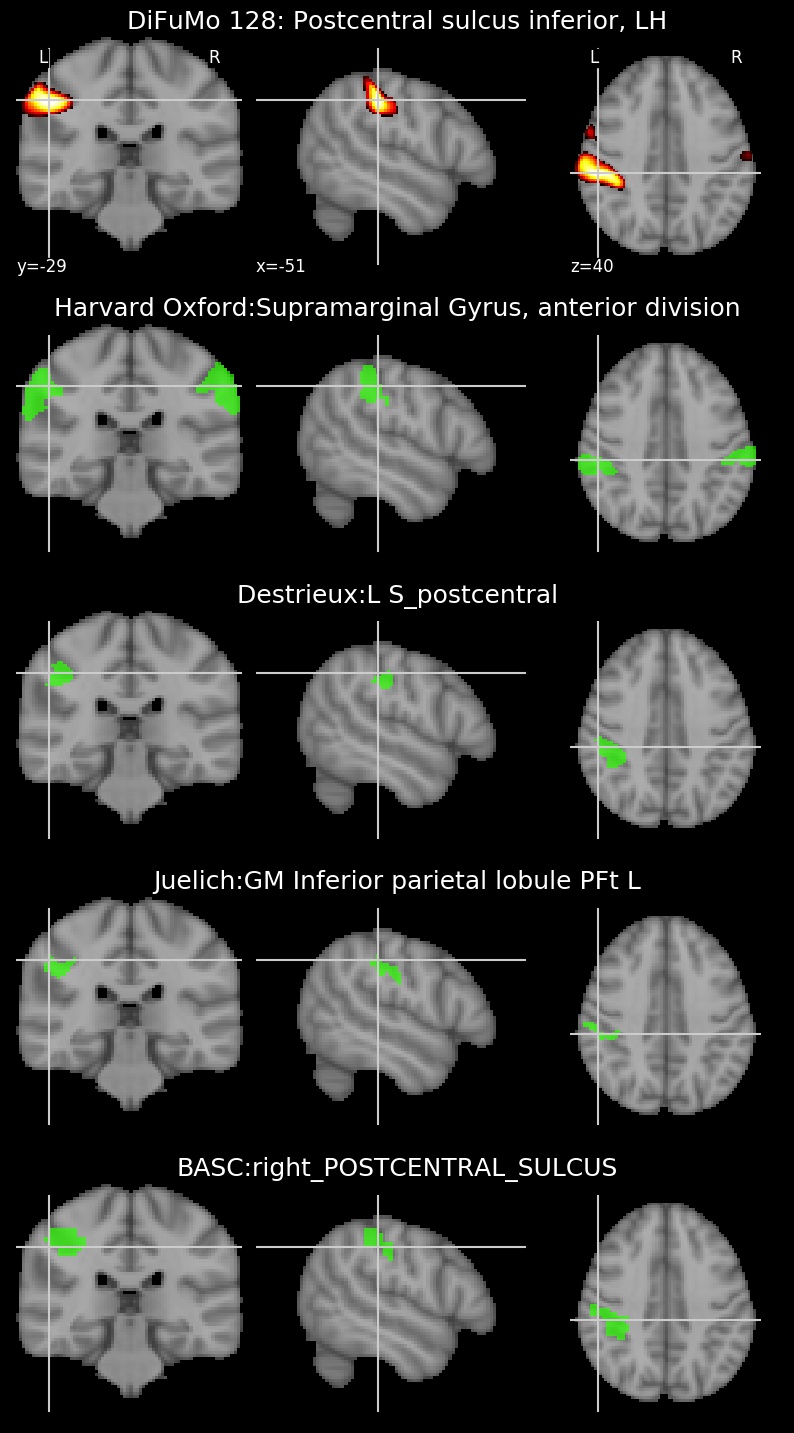 DiFuMo 128: Postcentral sulcus inferior, LH
L R L R
y=-29 x=-51 z=40
Harvard Oxford:Supramarginal Gyrus, anterior division
Destrieux:L S_postcentral
Juelich:GM Inferior parietal lobule PFt L
BASC:right_POSTCENTRAL_SULCUS